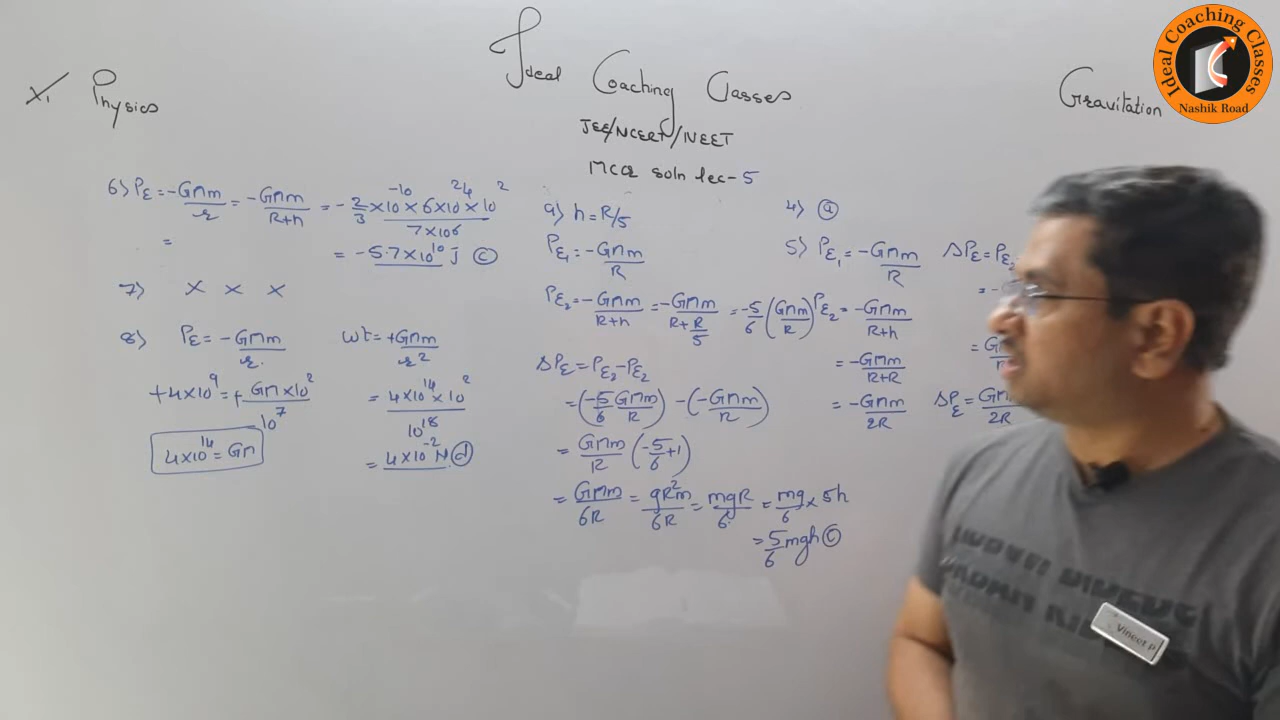 XI Physics
Ideal Coaching Classes
JEE/NCERT/NEET
MCQ soln lec-5
Gravitation
Ideal Coaching Classes
Nashik Road
6) PE = -GMm/r = -GMm/R+h = -2/3 × 10^-10 × 6×10^24 × 10^2 / 7×10^6
=
= -5.7×10^10 J (c)
7) × × ×
8) PE = -GMm/r.
+4×10^9 = +GM×10^2/10^7
4×10^14 = GM
wt = +GMm/r^2
= 4×10^14×10^2/10^18
= 4×10^-2 N (d)
9) h = R/5
PE1 = -GMm/R
PE2 = -GMm/R+h = -GMm/R+R/5 = -5/6 (GMm/R)
ΔPE = PE2 - PE2
= (-5/6 GMm/R) - (-GMm/R)
= GMm/R (-5/6+1)
= GMm/6R = gR^2m/6R = mgR/6 = mg/6 × 5h
= 5/6 mgh (c)
4) (a)
5) PE1 = -GMm/R
PE2 = -GMm/R+h
= -GMm/R+R
= -GMm/2R
ΔPE = PE2
ΔPE = GM
2R
Vineet P